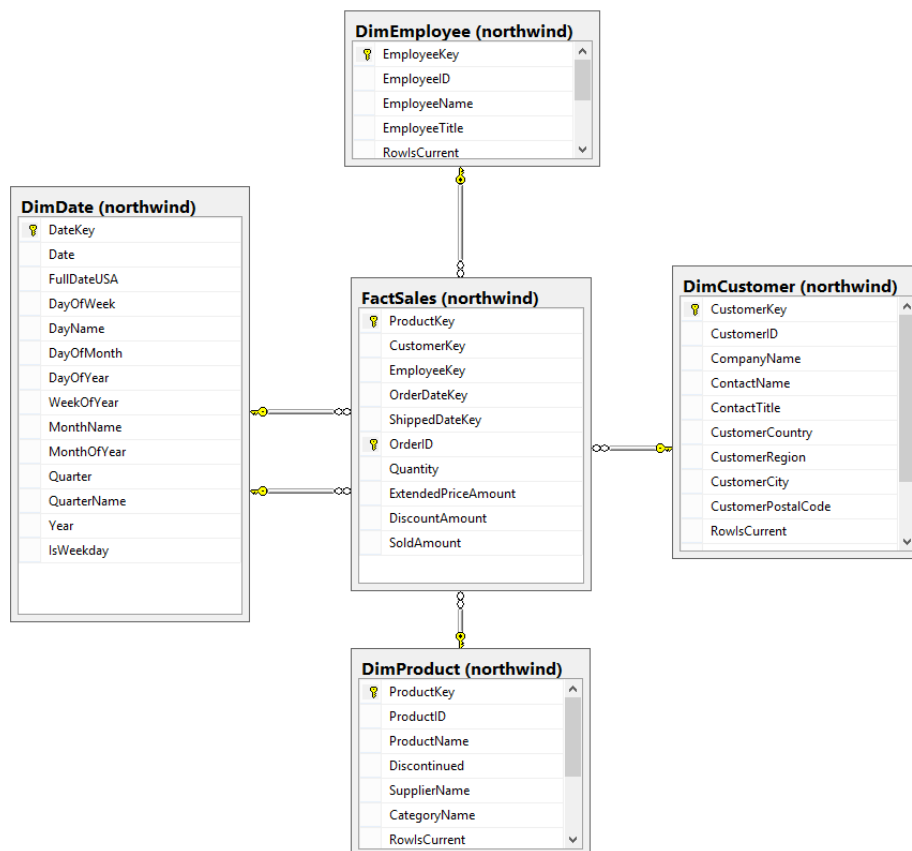 DimEmployee (northwind)
EmployeeKey
EmployeeID
EmployeeName
EmployeeTitle
RowIsCurrent
DimDate (northwind)
DateKey
Date
FullDateUSA
DayOfWeek
DayName
DayOfMonth
DayOfYear
WeekOfYear
MonthName
MonthOfYear
Quarter
QuarterName
Year
IsWeekday
FactSales (northwind)
ProductKey
CustomerKey
EmployeeKey
OrderDateKey
ShippedDateKey
OrderID
Quantity
ExtendedPriceAmount
DiscountAmount
SoldAmount
DimCustomer (northwind)
CustomerKey
CustomerID
CompanyName
ContactName
ContactTitle
CustomerCountry
CustomerRegion
CustomerCity
CustomerPostalCode
RowIsCurrent
DimProduct (northwind)
ProductKey
ProductID
ProductName
Discontinued
SupplierName
CategoryName
RowIsCurrent